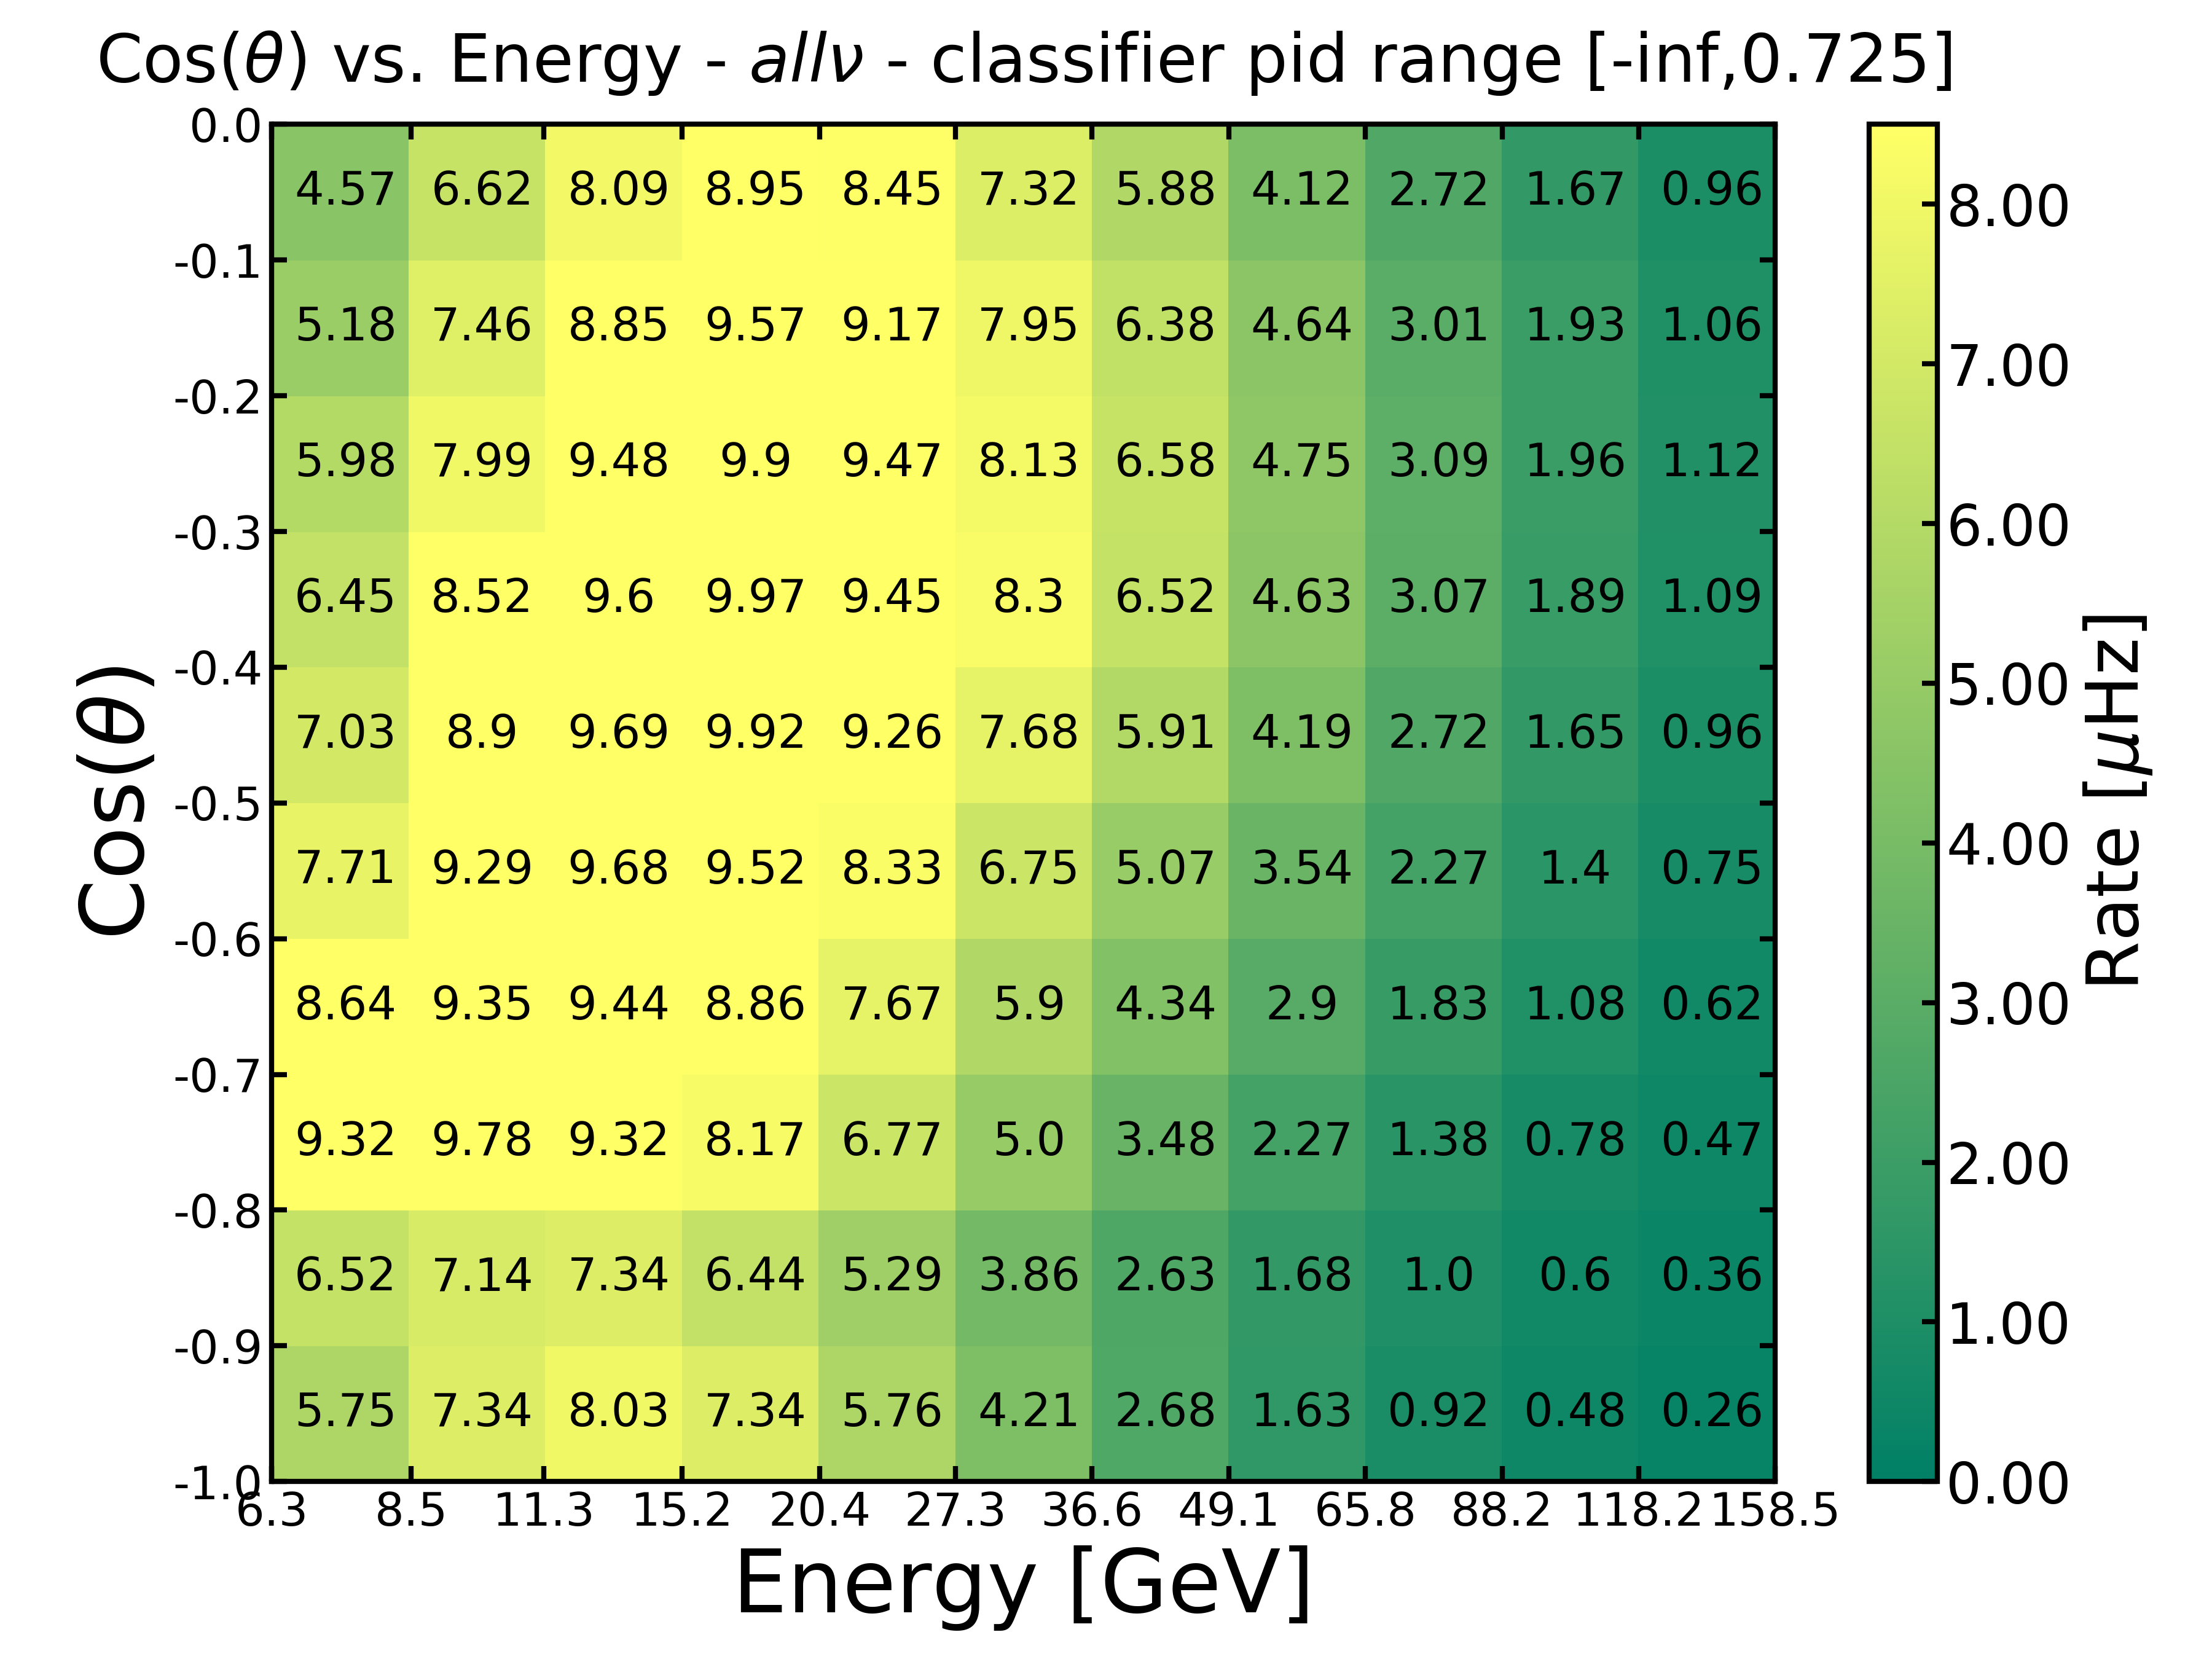 Cos(θ) vs. Energy - allν - classifier pid range [-inf,0.725]
0.0
-0.1
-0.2
-0.3
-0.4
-0.5
-0.6
-0.7
-0.8
-0.9
-1.0
Cos(θ)
4.57 6.62 8.09 8.95 8.45 7.32 5.88 4.12 2.72 1.67 0.96
5.18 7.46 8.85 9.57 9.17 7.95 6.38 4.64 3.01 1.93 1.06
5.98 7.99 9.48 9.9 9.47 8.13 6.58 4.75 3.09 1.96 1.12
6.45 8.52 9.6 9.97 9.45 8.3 6.52 4.63 3.07 1.89 1.09
7.03 8.9 9.69 9.92 9.26 7.68 5.91 4.19 2.72 1.65 0.96
7.71 9.29 9.68 9.52 8.33 6.75 5.07 3.54 2.27 1.4 0.75
8.64 9.35 9.44 8.86 7.67 5.9 4.34 2.9 1.83 1.08 0.62
9.32 9.78 9.32 8.17 6.77 5.0 3.48 2.27 1.38 0.78 0.47
6.52 7.14 7.34 6.44 5.29 3.86 2.63 1.68 1.0 0.6 0.36
5.75 7.34 8.03 7.34 5.76 4.21 2.68 1.63 0.92 0.48 0.26
6.3 8.5 11.3 15.2 20.4 27.3 36.6 49.1 65.8 88.2 118.2 158.5
Energy [GeV]
8.00
7.00
6.00
5.00
4.00
3.00
2.00
1.00
0.00
Rate [μHz]